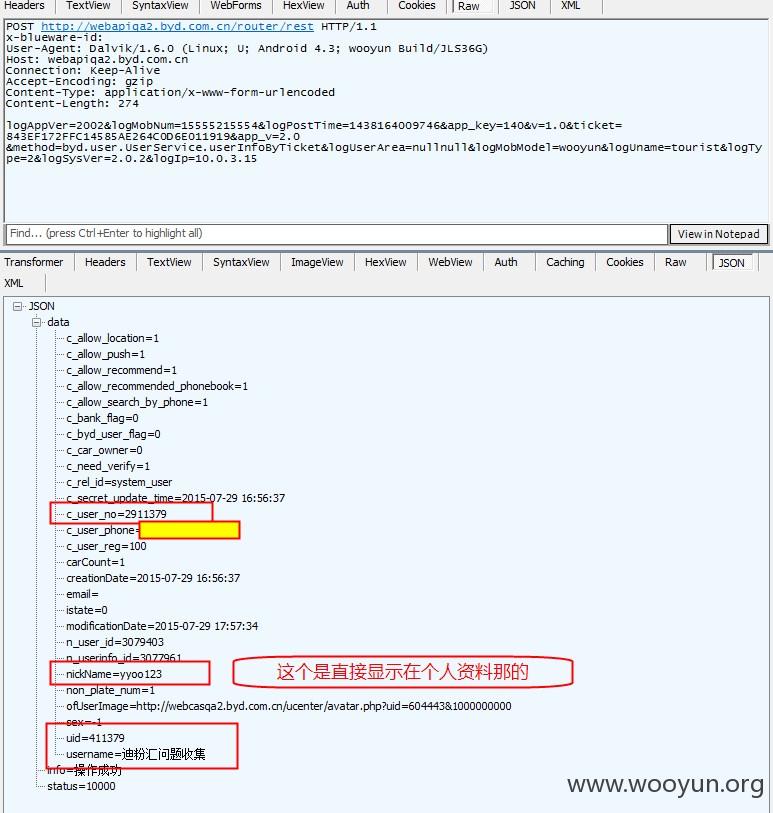 Headers TextView SyntaxView WebForms HexView Auth Cookies Raw JSON XML
POST http://webapiqa2.byd.com.cn/router/rest HTTP/1.1
x-blueware-id:
User-Agent: Dalvik/1.6.0 (Linux; U; Android 4.3; wooyun Build/JLS36G)
Host: webapiqa2.byd.com.cn
Connection: Keep-Alive
Accept-Encoding: gzip
Content-Type: application/x-www-form-urlencoded
Content-Length: 274
logAppVer=2002&logMobNum=15555215554&logPostTime=1438164009746&app_key=140&v=1.0&ticket=
843EF172FFC14585AE264C0D6E011919&app_v=2.0
&method=byd.user.UserService.userInfoByTicket&logUserArea=nullnull&logMobModel=wooyun&logUname=tourist&logTy
pe=2&logSysVer=2.0.2&logIp=10.0.3.15
Find... (press Ctrl+Enter to highlight all) View in Notepad
Transformer Headers TextView SyntaxView ImageView HexView WebView Auth Caching Cookies Raw JSON
XML
JSON
data
c_allow_location=1
c_allow_push=1
c_allow_recommend=1
c_allow_recommended_phonebook=1
c_allow_search_by_phone=1
c_bank_flag=0
c_byd_user_flag=0
c_car_owner=0
c_need_verify=1
c_rel_id=system_user
c_secret_update_time=2015-07-29 16:56:37
c_user_no=2911379
c_user_phone=
c_user_reg=100
carCount=1
creationDate=2015-07-29 16:56:37
email=
istate=0
modificationDate=2015-07-29 17:57:34
n_user_id=3079403
n_userinfo_id=3077961
nickName=yyoo123 这个是直接显示在个人资料那的
non_plate_num=1
ofUserImage=http://webcasqa2.byd.com.cn/ucenter/avatar.php?uid=604443&1000000000
sex=-1
uid=411379
username=迪粉汇问题收集
info=操作成功
status=10000
www.wooyun.org